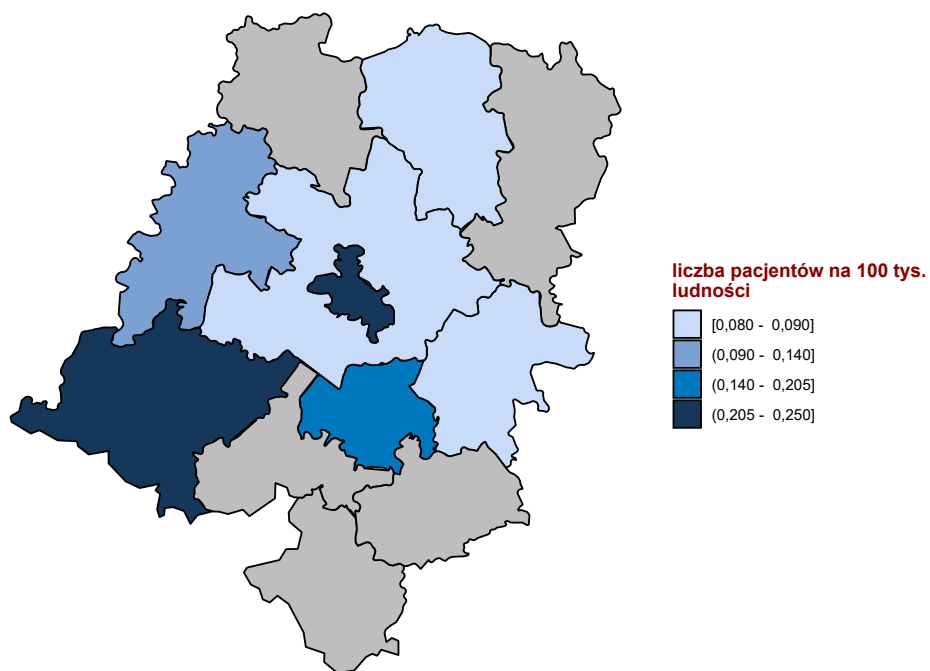 liczba pacjentów na 100 tys.
ludności
[0,080 - 0,090]
(0,090 - 0,140]
(0,140 - 0,205]
(0,205 - 0,250]